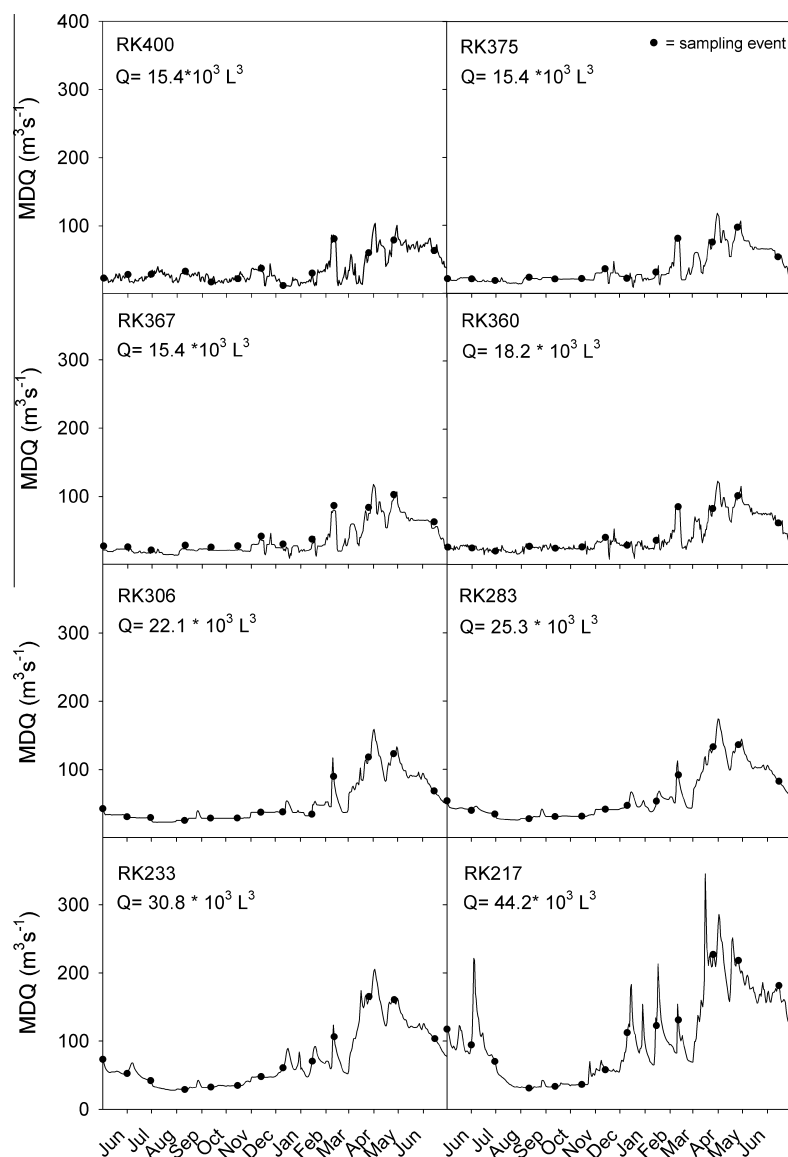 400
300
200
100
MDQ (m³s⁻¹)
RK400
Q= 15.4*10³ L³
RK375
Q= 15.4 *10³ L³
● = sampling event
300
200
100
MDQ (m³s⁻¹)
RK367
Q= 15.4 *10³ L³
RK360
Q= 18.2 * 10³ L³
300
200
100
MDQ (m³s⁻¹)
RK306
Q= 22.1 * 10³ L³
RK283
Q= 25.3 * 10³ L³
300
200
100
0
MDQ (m³s⁻¹)
RK233
Q= 30.8 * 10³ L³
RK217
Q= 44.2* 10³ L³
Jun Jul Aug Sep Oct Nov Dec Jan Feb Mar Apr May Jun
Jun Jul Aug Sep Oct Nov Dec Jan Feb Mar Apr May Jun